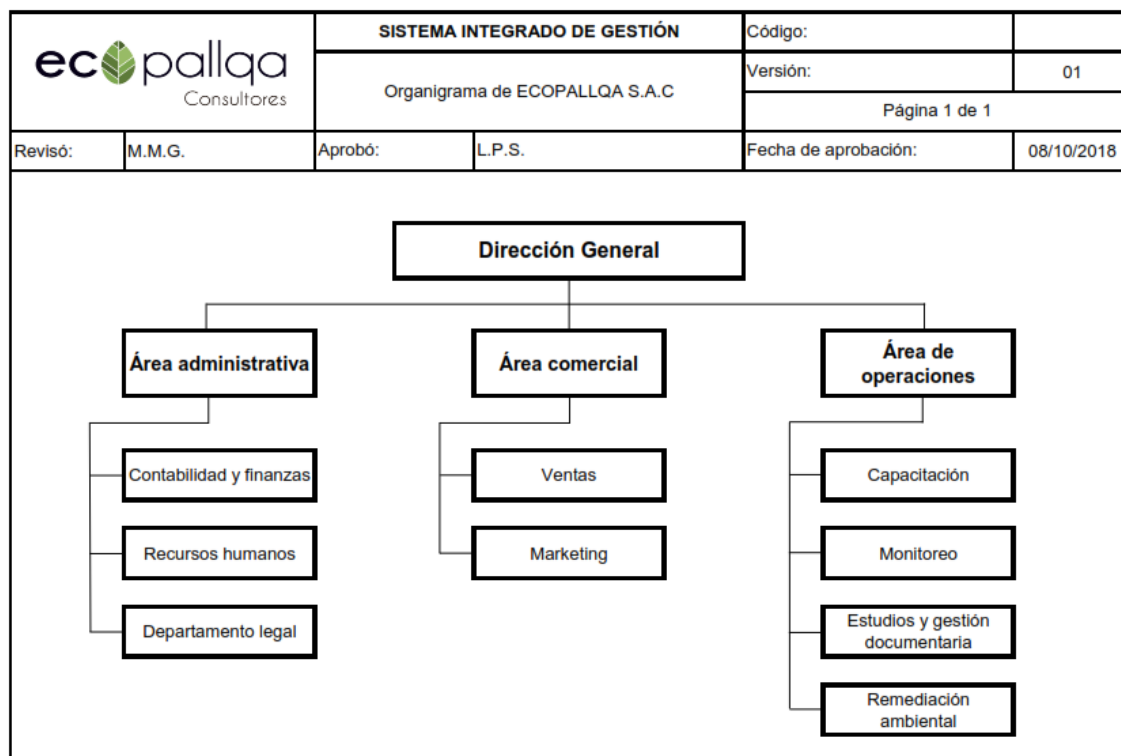 ecopallqa
Consultores
SISTEMA INTEGRADO DE GESTIÓN
Organigrama de ECOPALLQA S.A.C
Código:
Versión: 01
Página 1 de 1
Revisó: M.M.G. Aprobó: L.P.S. Fecha de aprobación: 08/10/2018
Dirección General
Área administrativa
Contabilidad y finanzas
Recursos humanos
Departamento legal
Área comercial
Ventas
Marketing
Área de
operaciones
Capacitación
Monitoreo
Estudios y gestión
documentaria
Remediación
ambiental